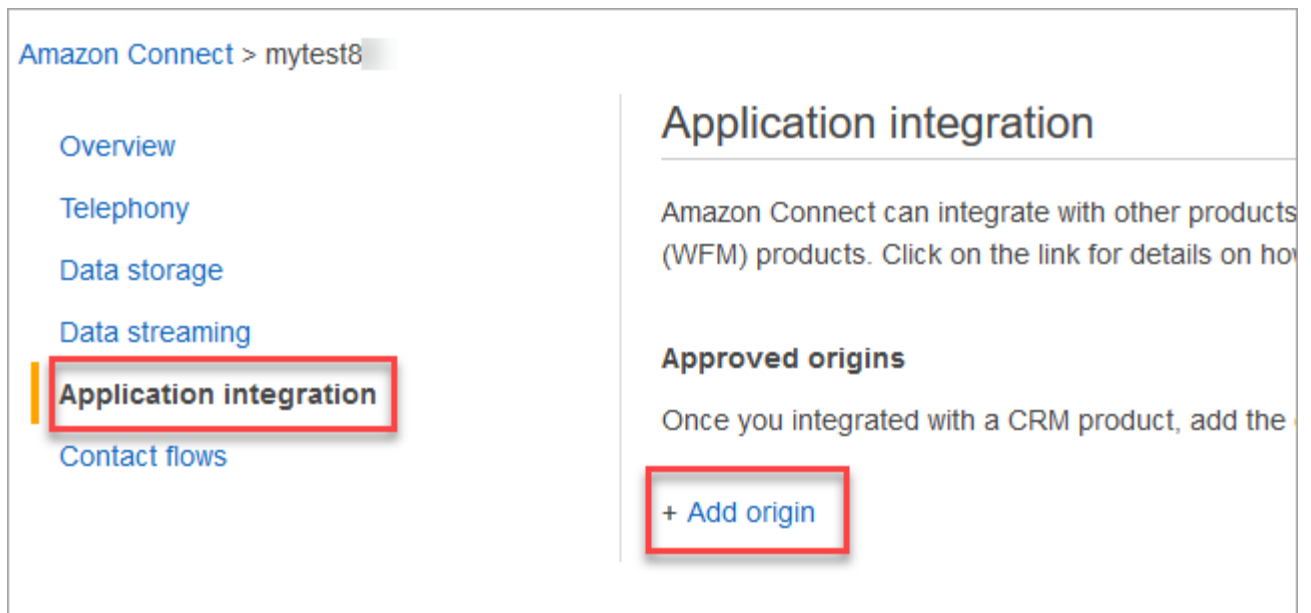 Amazon Connect > mytest8
Overview
Telephony
Data storage
Data streaming
Application integration
Contact flows
Application integration
Amazon Connect can integrate with other products
(WFM) products. Click on the link for details on
Approved origins
Once you integrated with a CRM product, add the
+ Add origin